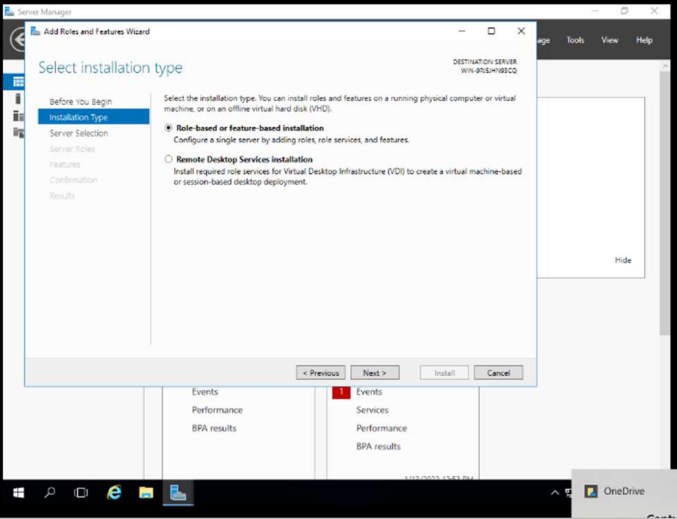 Server Manager
Add Roles and Features Wizard
age Tools View Help
Select installation type
DESTINATION SERVER
Before You Begin
Installation Type
Server Selection
Server Roles
Features
Confirmation
Results
Select the installation type. You can install roles and features on a running physical computer or virtual
machine, or on an offline virtual hard disk (VHD).
Role-based or feature-based installation
Configure a single server by adding roles, role services, and features.
Remote Desktop Services installation
Install required role services for Virtual Desktop Infrastructure (VDI) to create a virtual machine-based
or session-based desktop deployment.
Hide
< Previous Next > Install Cancel
Events
Performance
BPA results
1 Events
Services
Performance
BPA results
OneDrive